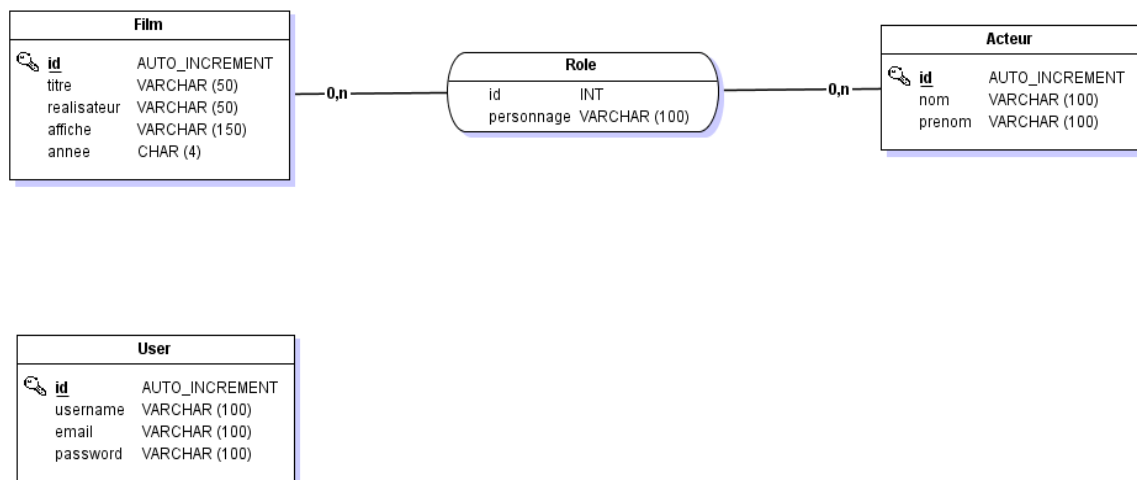 Film
id AUTO_INCREMENT
titre VARCHAR (50)
realisateur VARCHAR (50)
affiche VARCHAR (150)
annee CHAR (4)
0,n
Role
id INT
personnage VARCHAR (100)
0,n
Acteur
id AUTO_INCREMENT
nom VARCHAR (100)
prenom VARCHAR (100)
User
id AUTO_INCREMENT
username VARCHAR (100)
email VARCHAR (100)
password VARCHAR (100)